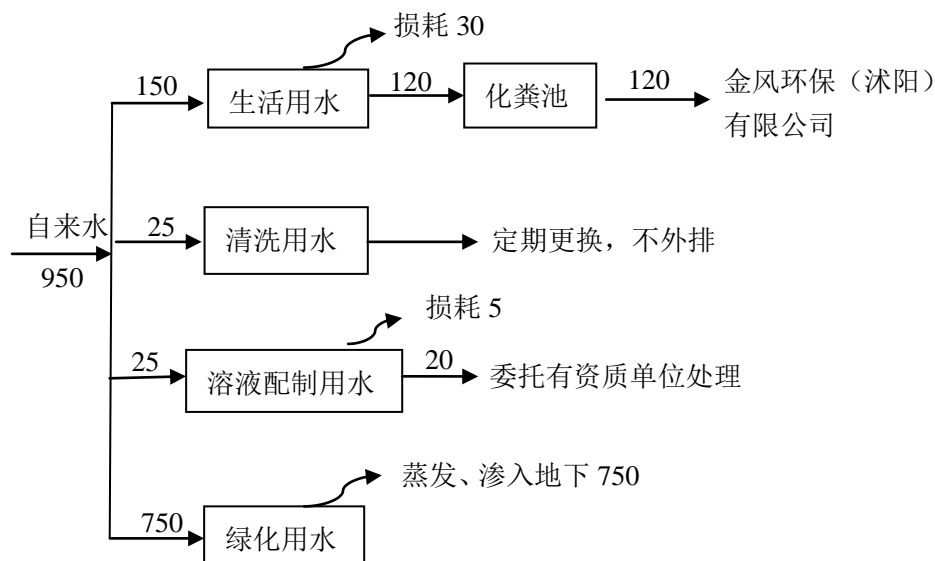 损耗 30
150
生活用水
120
化粪池
120
金风环保（沭阳）
有限公司
自来水
950
25
清洗用水
定期更换，不外排
损耗 5
25
溶液配制用水
20
委托有资质单位处理
蒸发、渗入地下 750
750
绿化用水